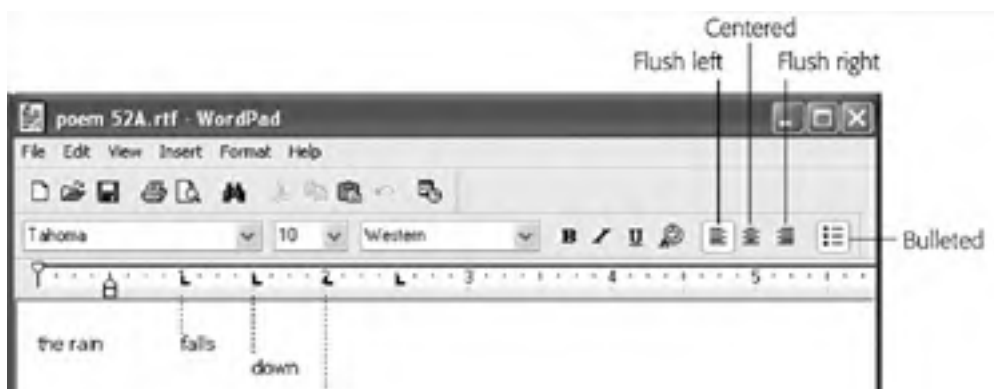 Centered
Flush left Flush right
poem 52A.rtf - WordPad
File Edit View Insert Format Help
Tahoma 10 Western B I U
Bulleted
1 2 3 4 5
the rain falls
down